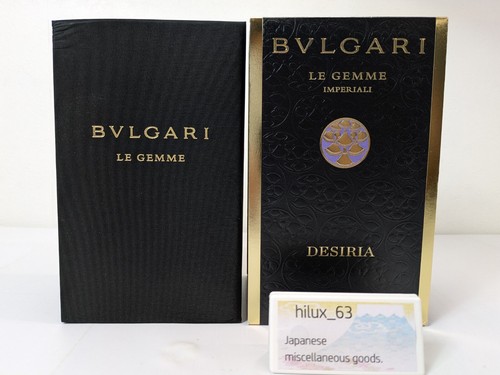 BVLGARI
LE GEMME
BVLGARI
LE GEMME
IMPERIALI
DESIRIA
hilux_63
Japanese
miscellaneous goods.